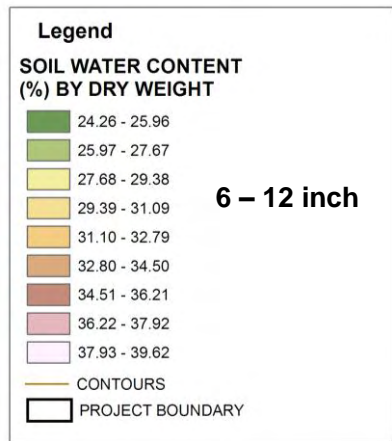 Legend
SOIL WATER CONTENT
(%) BY DRY WEIGHT
24.26 - 25.96
25.97 - 27.67
27.68 - 29.38
29.39 - 31.09
6 – 12 inch
31.10 - 32.79
32.80 - 34.50
34.51 - 36.21
36.22 - 37.92
37.93 - 39.62
CONTOURS
PROJECT BOUNDARY